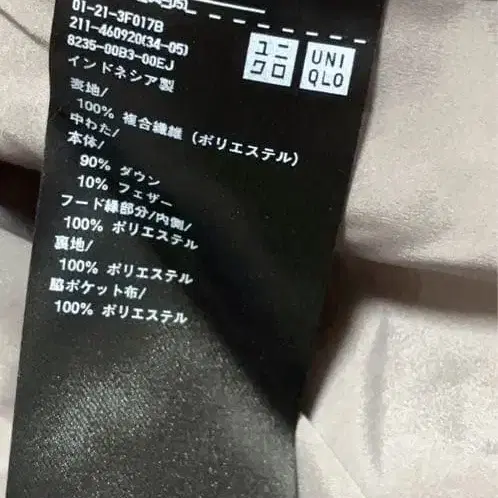 01-21-3F017B
211-460920(34-05)
8235-00B3-00EJ
インドネシア製
ユニ
クロ
UNI
QLO
表地/
100% 複合繊維 (ポリエステル)
中わた/
本体/
90% ダウン
10% フェザー
フード縁部分/内側/
100% ポリエステル
裏地/
100% ポリエステル
脇ポケット布/
100% ポリエステル